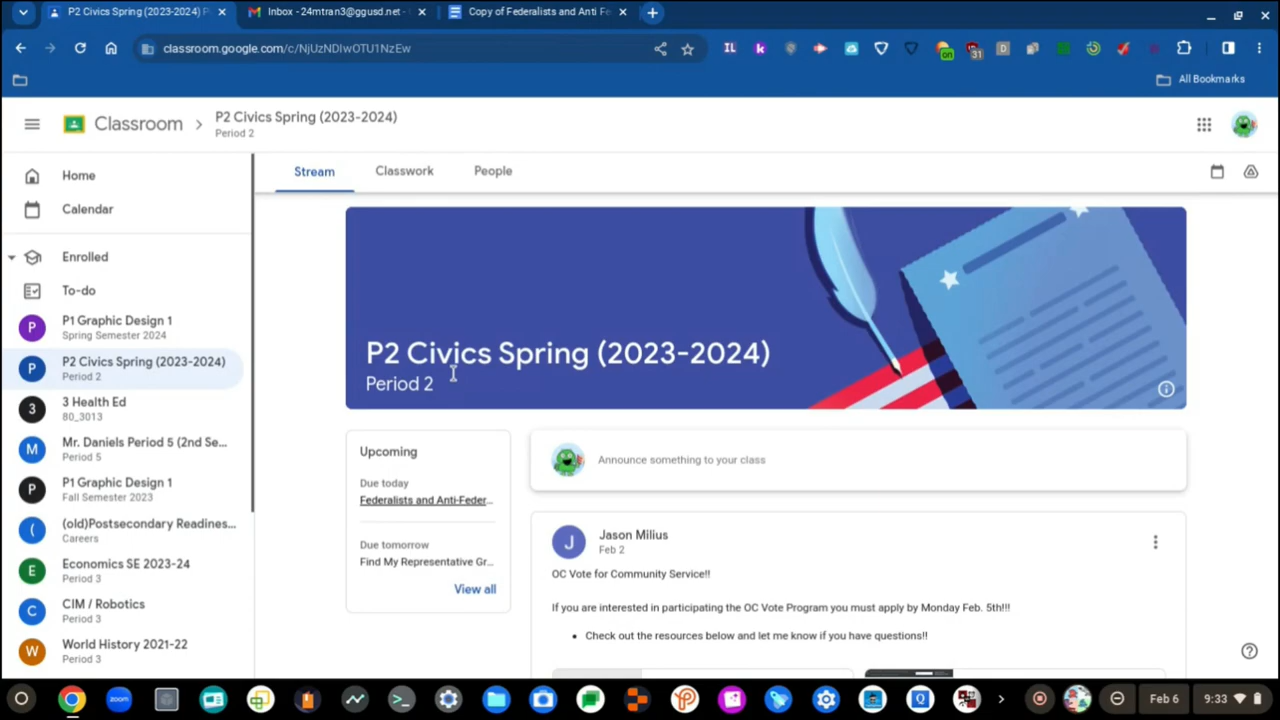 P2 Civics Spring (2023-2024) P
Inbox - 24mtran3@ggusd.net -
Copy of Federalists and Anti Fe
classroom.google.com/c/NjUzNDIwOTU1NzEw
IL
k
on
31
D
All Bookmarks
Classroom
P2 Civics Spring (2023-2024)
Period 2
Stream
Classwork
People
Home
Calendar
Enrolled
To-do
P
P1 Graphic Design 1
Spring Semester 2024
P
P2 Civics Spring (2023-2024)
Period 2
3
3 Health Ed
80_3013
M
Mr. Daniels Period 5 (2nd Se...
Period 5
P
P1 Graphic Design 1
Fall Semester 2023
(
(old)Postsecondary Readines...
Careers
E
Economics SE 2023-24
Period 3
C
CIM / Robotics
Period 3
W
World History 2021-22
Period 3
P2 Civics Spring (2023-2024)
Period 2
Upcoming
Due today
Federalists and Anti-Feder...
Due tomorrow
Find My Representative Gr...
View all
Announce something to your class
J
Jason Milius
Feb 2
OC Vote for Community Service!!
If you are interested in participating the OC Vote Program you must apply by Monday Feb. 5th!!!
• Check out the resources below and let me know if you have questions!!
zoom
Q
Feb 6
9:33